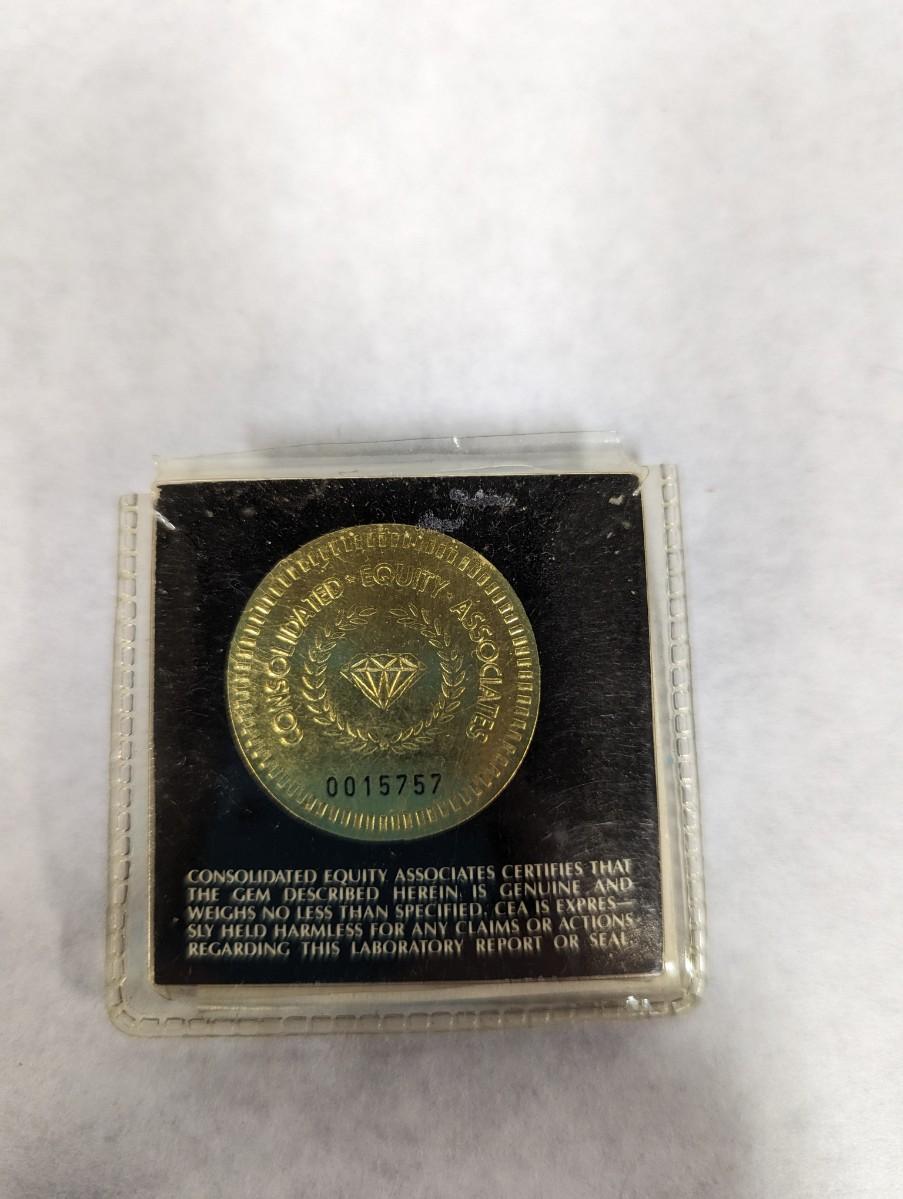 CONSOLIDATED • EQUITY • ASSOCIATES
0015757
CONSOLIDATED EQUITY ASSOCIATES CERTIFIES THAT
THE GEM DESCRIBED HEREIN, IS GENUINE AND
WEIGHS NO LESS THAN SPECIFIED. CEA IS EXPRES—
SLY HELD HARMLESS FOR ANY CLAIMS OR ACTIONS
REGARDING THIS LABORATORY REPORT OR SEAL.